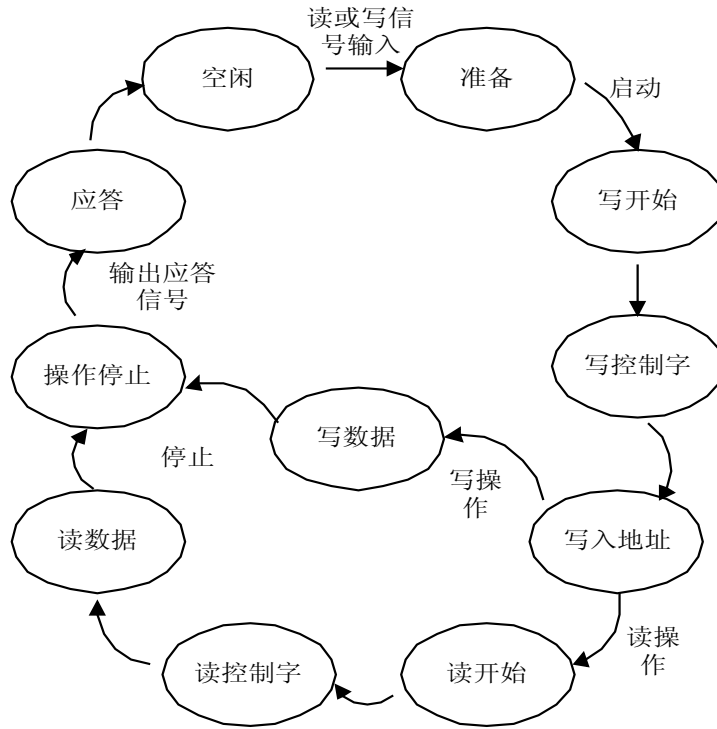 读或写信
号输入
空闲
准备
启动
应答
写开始
输出应答
信号
操作停止
写控制字
写数据
停止
写操
作
读数据
写入地址
读操
作
读控制字
读开始